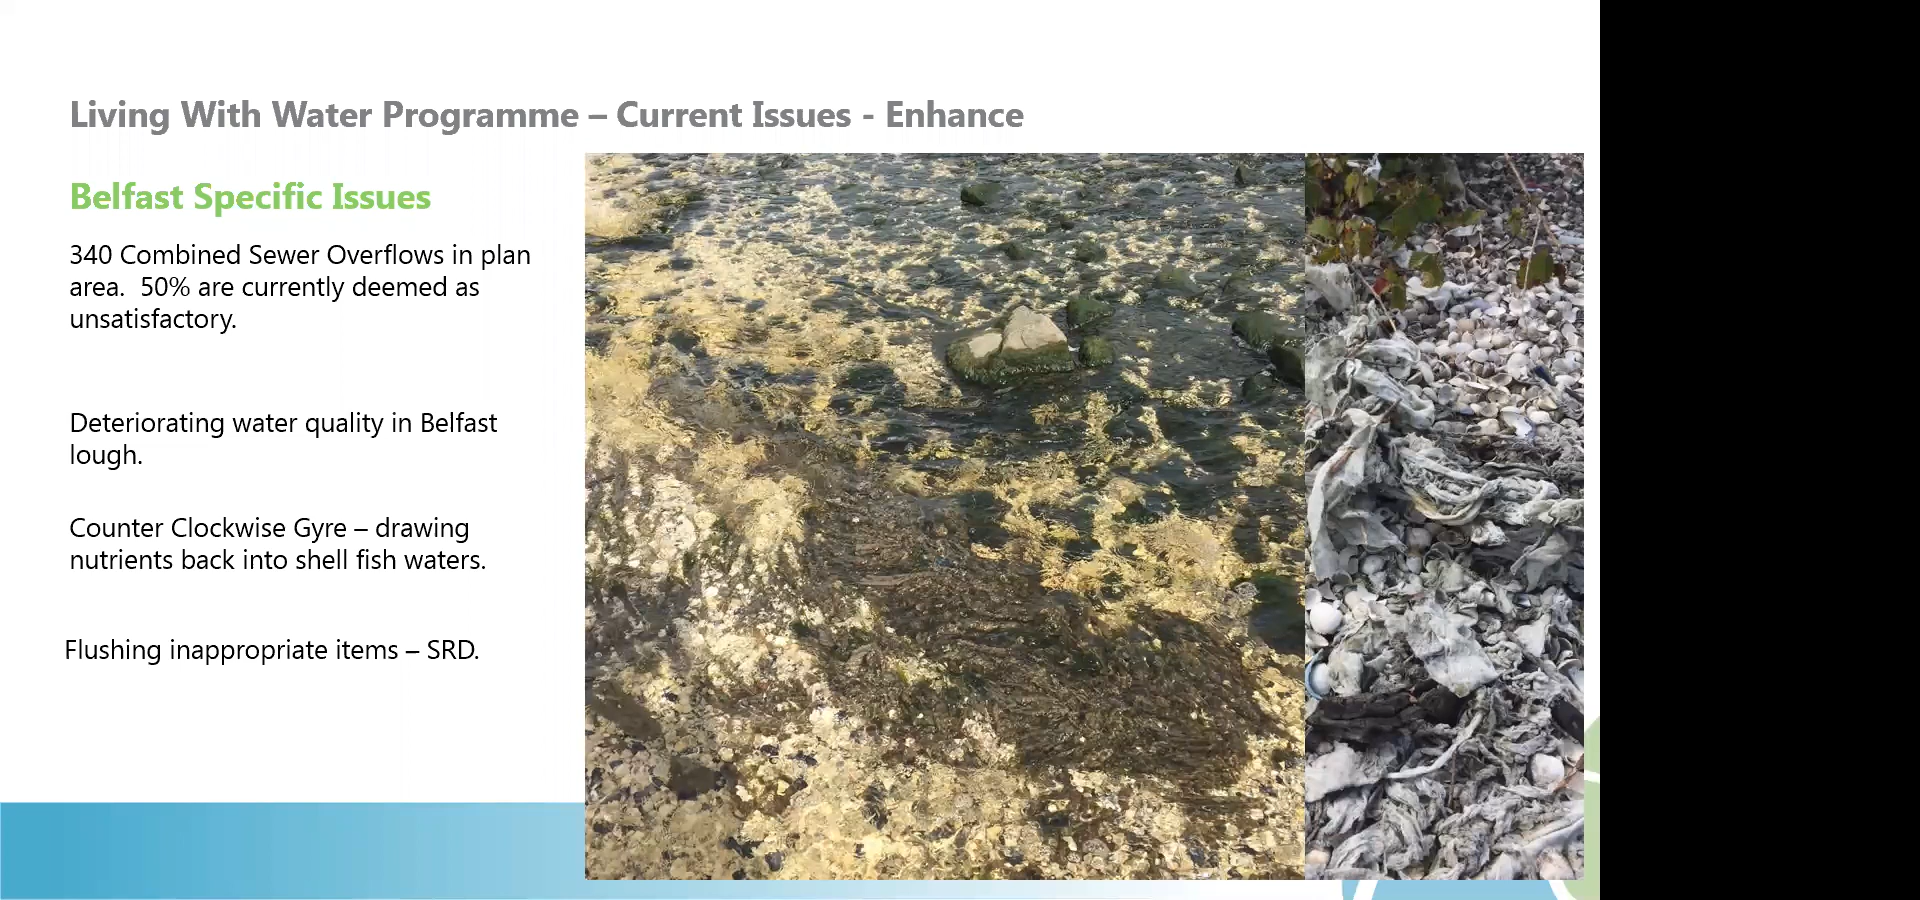 Living With Water Programme – Current Issues - Enhance
Belfast Specific Issues
340 Combined Sewer Overflows in plan
area.  50% are currently deemed as
unsatisfactory.
Deteriorating water quality in Belfast
lough.
Counter Clockwise Gyre – drawing
nutrients back into shell fish waters.
Flushing inappropriate items – SRD.